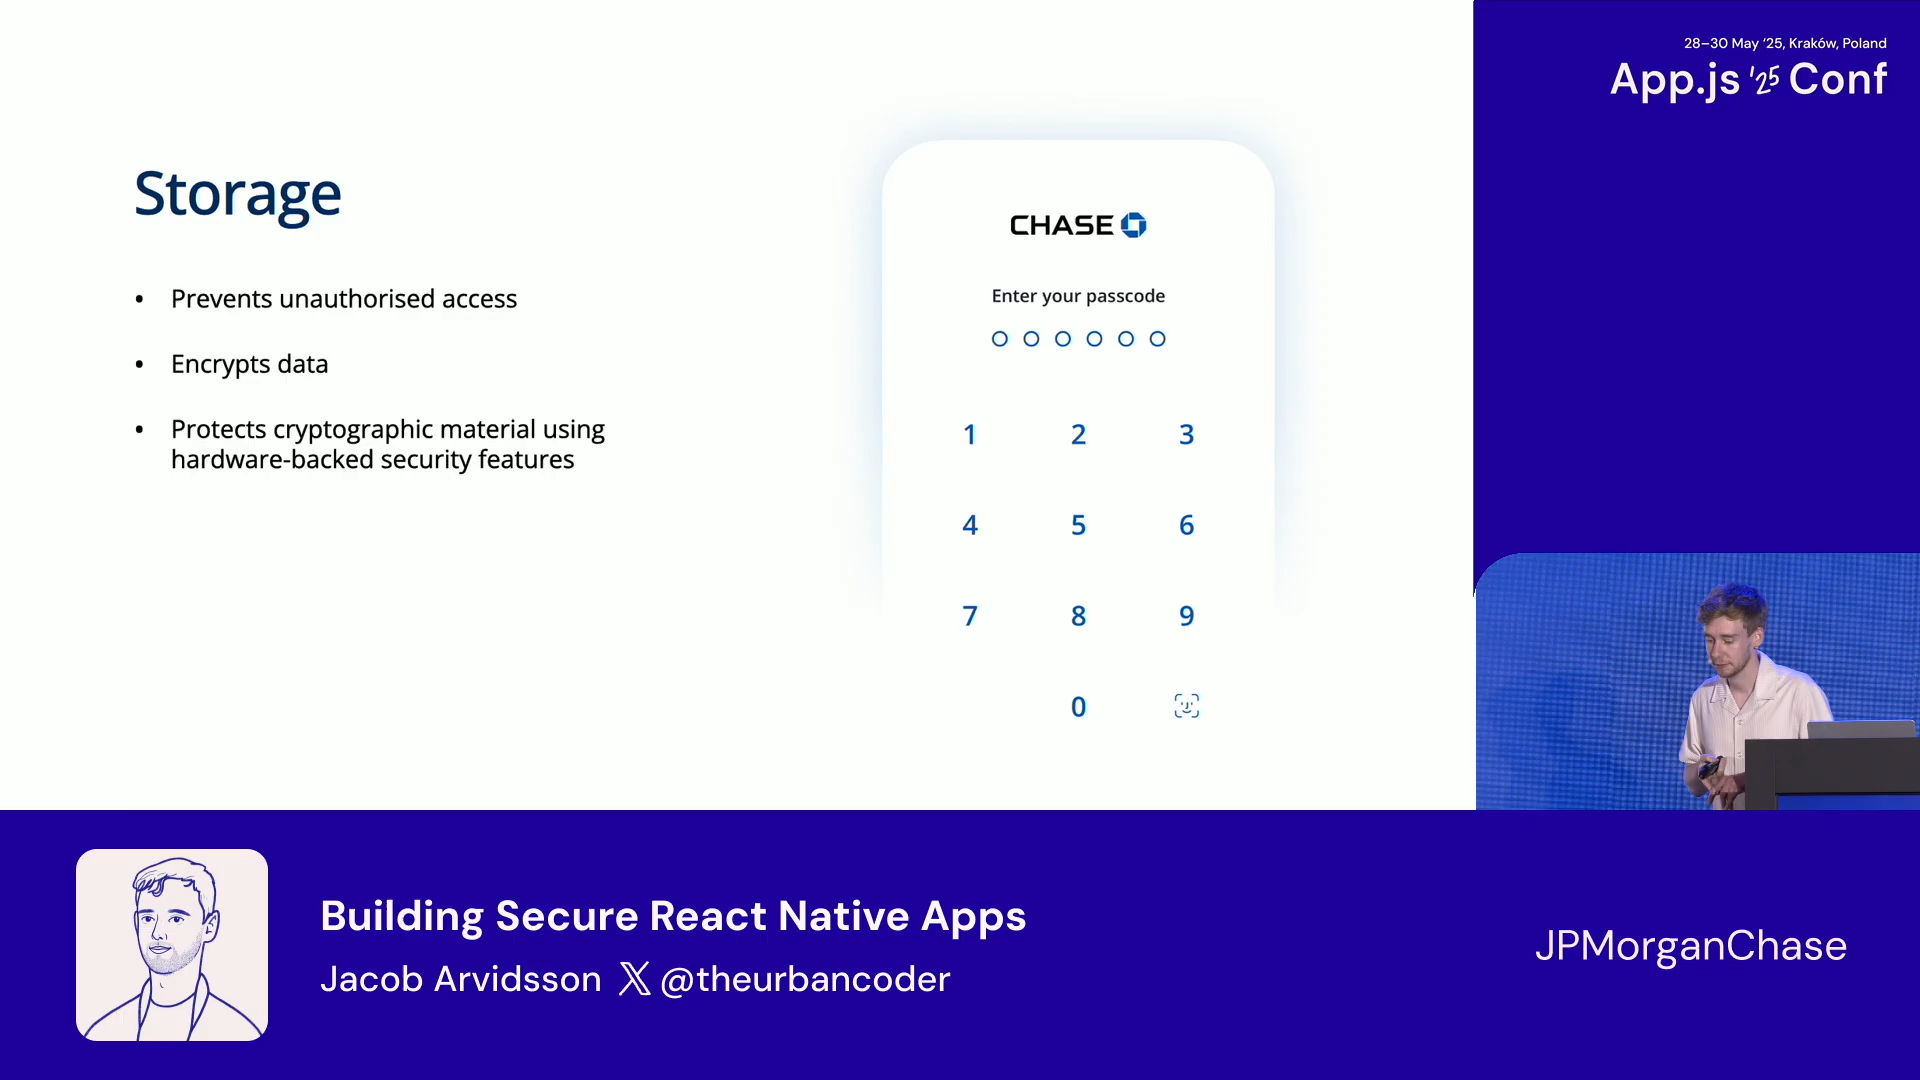 Storage
• Prevents unauthorised access
• Encrypts data
• Protects cryptographic material using
hardware-backed security features
CHASE
Enter your passcode
1 2 3
4 5 6
7 8 9
0
28–30 May ‘25, Kraków, Poland
App.js ‘25 Conf
Building Secure React Native Apps
Jacob Arvidsson X @theurbancoder
JPMorganChase